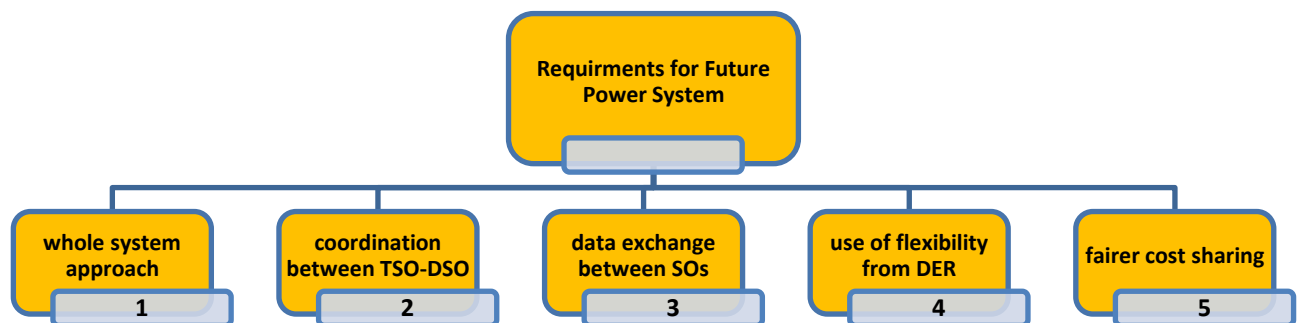 Requirments for Future
Power System
whole system
approach
1
coordination
between TSO-DSO
2
data exchange
between SOs
3
use of flexibility
from DER
4
fairer cost sharing
5